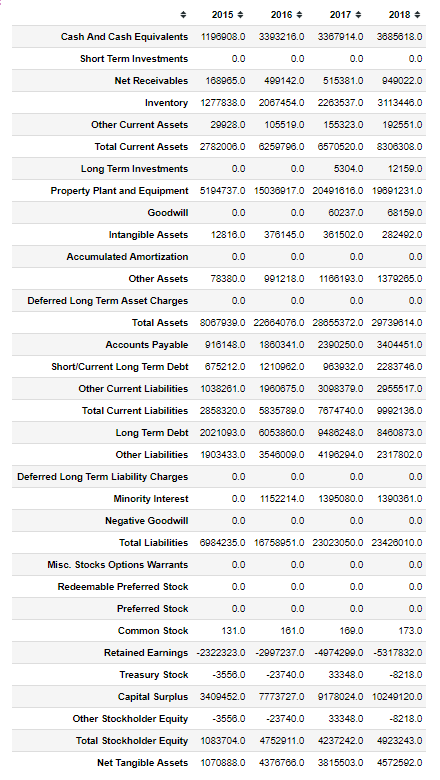 2015 2016 2017 2018
Cash And Cash Equivalents 1196908.0 3393216.0 3367914.0 3685618.0
Short Term Investments 0.0 0.0 0.0 0.0
Net Receivables 168965.0 499142.0 515381.0 949022.0
Inventory 1277838.0 2067454.0 2263537.0 3113446.0
Other Current Assets 29928.0 105519.0 155323.0 192551.0
Total Current Assets 2782006.0 6259796.0 6570520.0 8306308.0
Long Term Investments 0.0 0.0 5304.0 12159.0
Property Plant and Equipment 5194737.0 15036917.0 20491616.0 19691231.0
Goodwill 0.0 0.0 60237.0 68159.0
Intangible Assets 12816.0 376145.0 361502.0 282492.0
Accumulated Amortization 0.0 0.0 0.0 0.0
Other Assets 78380.0 991218.0 1166193.0 1379265.0
Deferred Long Term Asset Charges 0.0 0.0 0.0 0.0
Total Assets 8067939.0 22664076.0 28655372.0 29739614.0
Accounts Payable 916148.0 1860341.0 2390250.0 3404451.0
Short/Current Long Term Debt 675212.0 1210962.0 963932.0 2283746.0
Other Current Liabilities 1038261.0 1960675.0 3098379.0 2955517.0
Total Current Liabilities 2858320.0 5835789.0 7674740.0 9992136.0
Long Term Debt 2021093.0 6053860.0 9486248.0 8460873.0
Other Liabilities 1903433.0 3546009.0 4196294.0 2317802.0
Deferred Long Term Liability Charges 0.0 0.0 0.0 0.0
Minority Interest 0.0 1152214.0 1395080.0 1390361.0
Negative Goodwill 0.0 0.0 0.0 0.0
Total Liabilities 6984235.0 16758951.0 23023050.0 23426010.0
Misc. Stocks Options Warrants 0.0 0.0 0.0 0.0
Redeemable Preferred Stock 0.0 0.0 0.0 0.0
Preferred Stock 0.0 0.0 0.0 0.0
Common Stock 131.0 161.0 169.0 173.0
Retained Earnings -2322323.0 -2997237.0 -4974299.0 -5317832.0
Treasury Stock -3556.0 -23740.0 33348.0 -8218.0
Capital Surplus 3409452.0 7773727.0 9178024.0 10249120.0
Other Stockholder Equity -3556.0 -23740.0 33348.0 -8218.0
Total Stockholder Equity 1083704.0 4752911.0 4237242.0 4923243.0
Net Tangible Assets 1070888.0 4376766.0 3815503.0 4572592.0